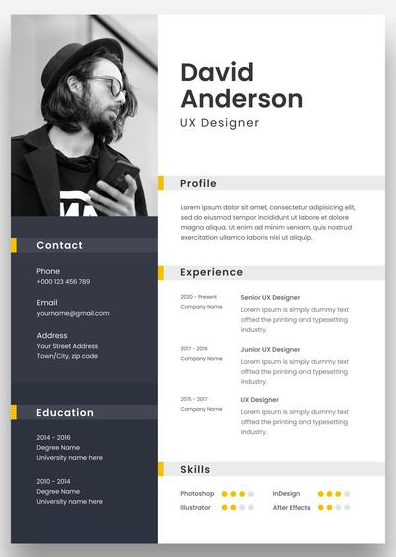 David
Anderson
UX Designer
Profile
Lorem ipsum dolor sit amet, consectetur adipisicing elit,
sed do eiusmod tempor incididunt ut labore et dolore
magna aliqua. Ut enim ad minim veniam, quis nostrud
exercitation ullamco laboris nisi ut aliquip.
Contact
Phone
+000 123 456 789
Email
yourname@gmail.com
Address
Your Street Address
Town/City, zip code
Education
2014 - 2016
Degree Name
University name here
2010 - 2014
Degree Name
University name here
Experience
2020 - Present
Company Name
Senior UX Designer
Lorem Ipsum is simply dummy text
offted the printing and typesetting
industry.
2017 - 2019
Company Name
Junior UX Designer
Lorem Ipsum is simply dummy text
offted the printing and typesetting
industry.
2015 - 2017
Company Name
UX Designer
Lorem Ipsum is simply dummy text
offted the printing and typesetting
industry.
Skills
Photoshop
InDesign
Illustrator
After Effects